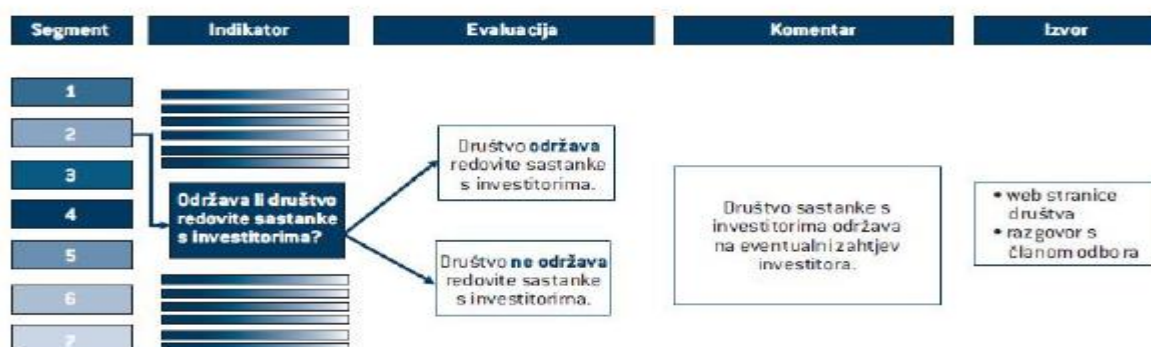 Segment
Indikator
Evaluacija
Komentar
Izvor
1
2
3
4
5
6
7
Održava li društvo
redovite sastanke
s investitorima?
Društvo održava
redovite sastanke
s investitorima.
Društvo ne održava
redovite sastanke
s investitorima.
Društvo sastanke s
investitorima održava
na eventualni zahtjev
investitora.
• web stranice
društva
• razgovor s
članom odbora